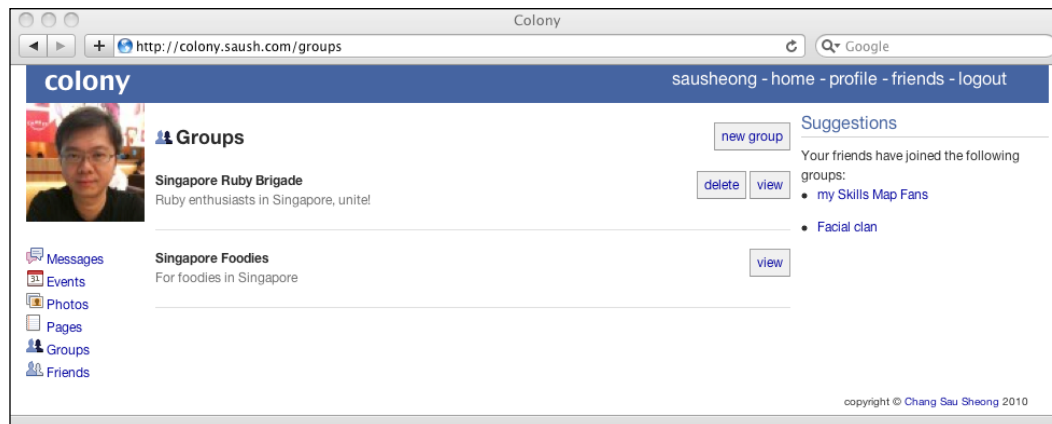 Colony
http://colony.saush.com/groups
Google
colony
sausheong - home - profile - friends - logout
Groups
new group
Singapore Ruby Brigade
Ruby enthusiasts in Singapore, unite!
delete
view
Singapore Foodies
For foodies in Singapore
view
Suggestions
Your friends have joined the following
groups:
my Skills Map Fans
Facial clan
31
Messages
Events
Photos
Pages
Groups
Friends
copyright © Chang Sau Sheong 2010